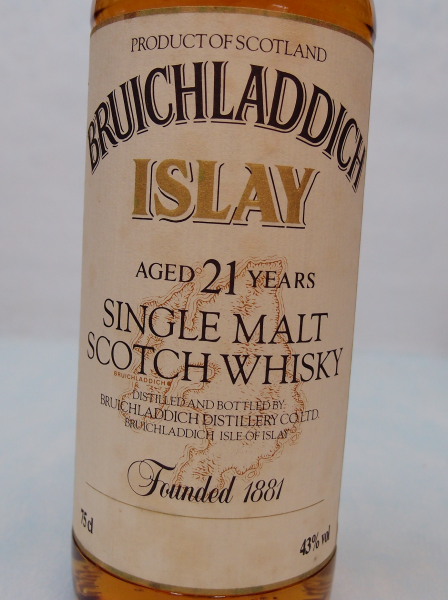 PRODUCT OF SCOTLAND
BRUICHLADDICH
ISLAY
AGED 21 YEARS
SINGLE MALT
SCOTCH WHISKY
BRUICHLADDICH
DISTILLED AND BOTTLED BY:
BRUICHLADDICH DISTILLERY CO. LTD.
BRUICHLADDICH ISLE OF ISLAY
Founded 1881
75cl
43% vol